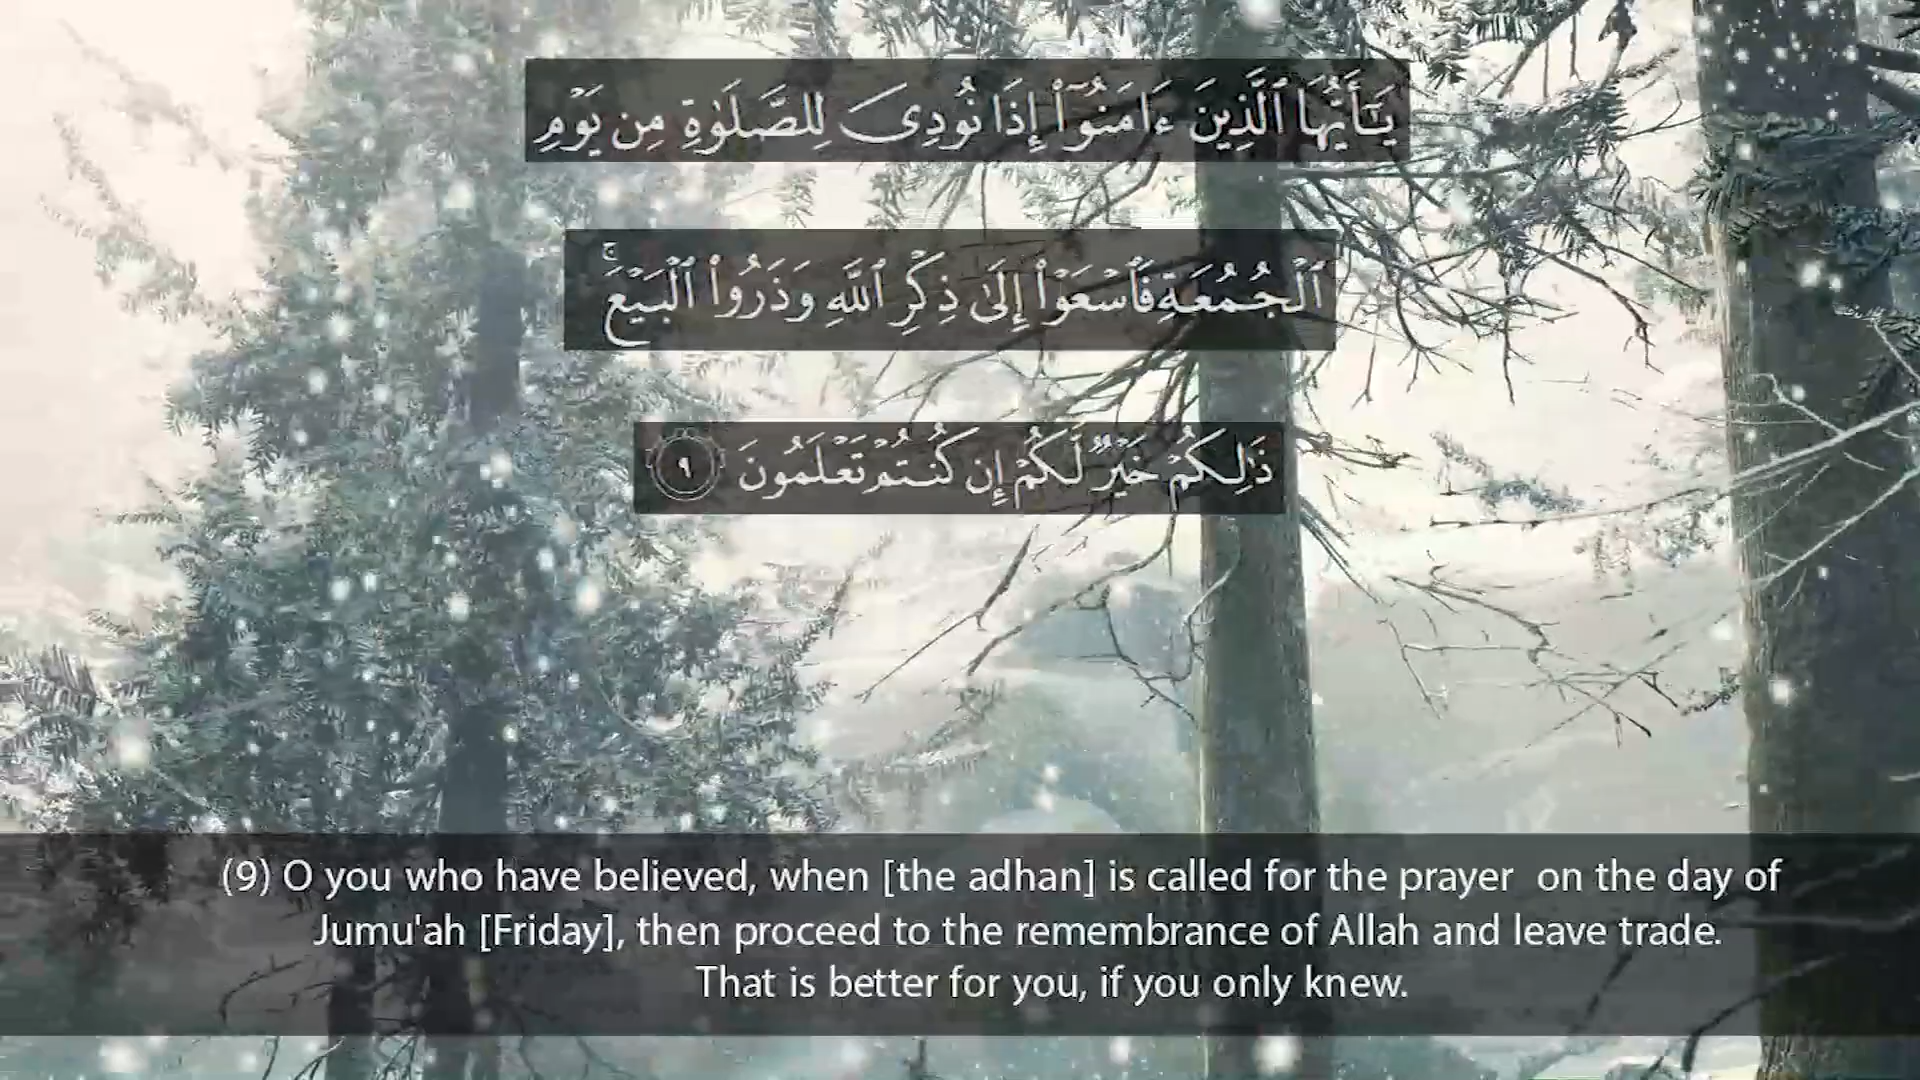 يَـٰٓأَيُّهَا ٱلَّذِينَ ءَامَنُوٓا۟ إِذَا نُودِىَ لِلصَّلَوٰةِ مِن يَوْمِ
ٱلْجُمُعَةِ فَٱسْعَوْا۟ إِلَىٰ ذِكْرِ ٱللَّهِ وَذَرُوا۟ ٱلْبَيْعَ ۚ
ذَٰلِكُمْ خَيْرٌ لَّكُمْ إِن كُنتُمْ تَعْلَمُونَ ٩
(9) O you who have believed, when [the adhan] is called for the prayer on the day of
Jumu'ah [Friday], then proceed to the remembrance of Allah and leave trade.
That is better for you, if you only knew.